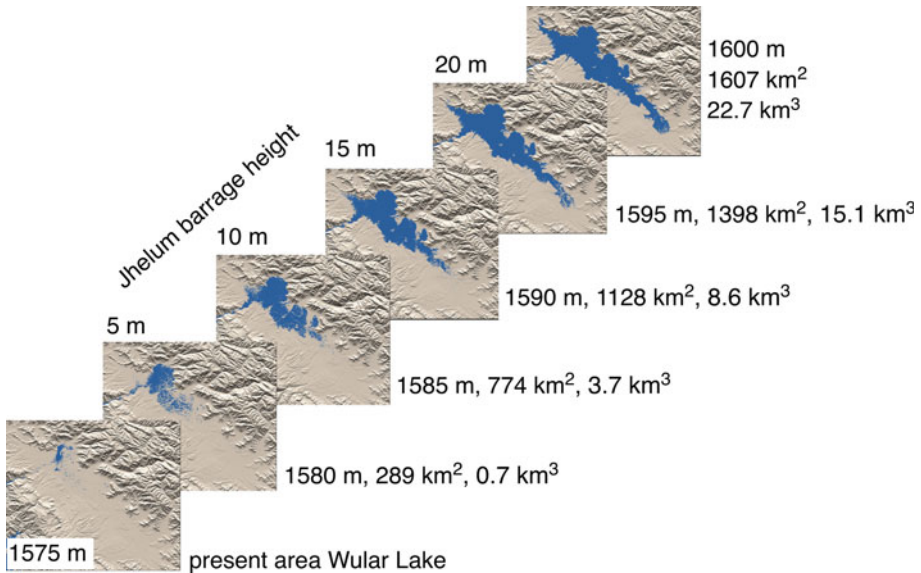 1600 m
1607 km²
22.7 km³
20 m
1595 m, 1398 km², 15.1 km³
15 m
1590 m, 1128 km², 8.6 km³
Jhelum barrage height
10 m
1585 m, 774 km², 3.7 km³
5 m
1580 m, 289 km², 0.7 km³
1575 m
present area Wular Lake